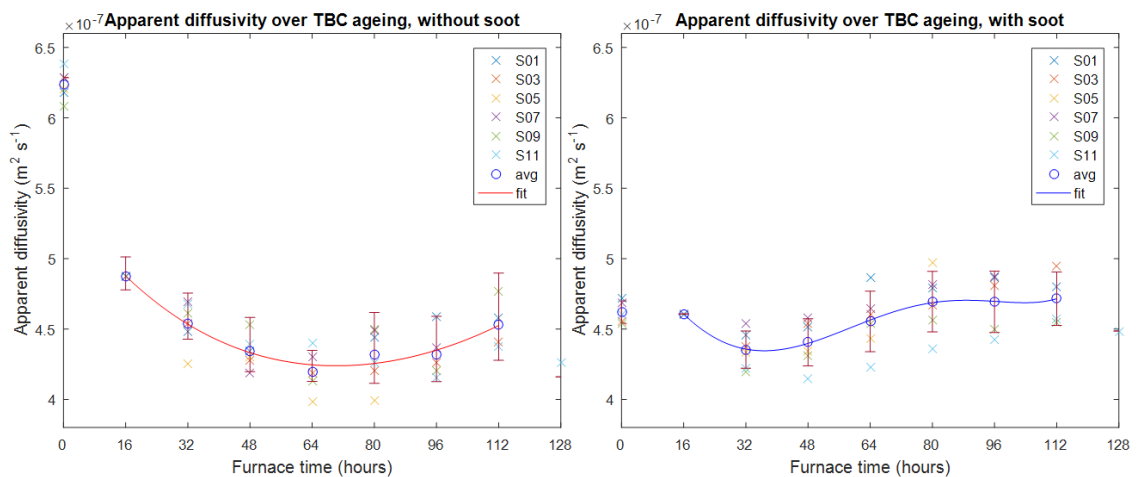 ×10⁻⁷ Apparent diffusivity over TBC ageing, without soot
6.5
6
5.5
5
4.5
4
Apparent diffusivity (m² s⁻¹)
0 16 32 48 64 80 96 112 128
Furnace time (hours)
S01
S03
S05
S07
S09
S11
avg
fit
×10⁻⁷ Apparent diffusivity over TBC ageing, with soot
6.5
6
5.5
5
4.5
4
Apparent diffusivity (m² s⁻¹)
0 16 32 48 64 80 96 112 128
Furnace time (hours)
S01
S03
S05
S07
S09
S11
avg
fit